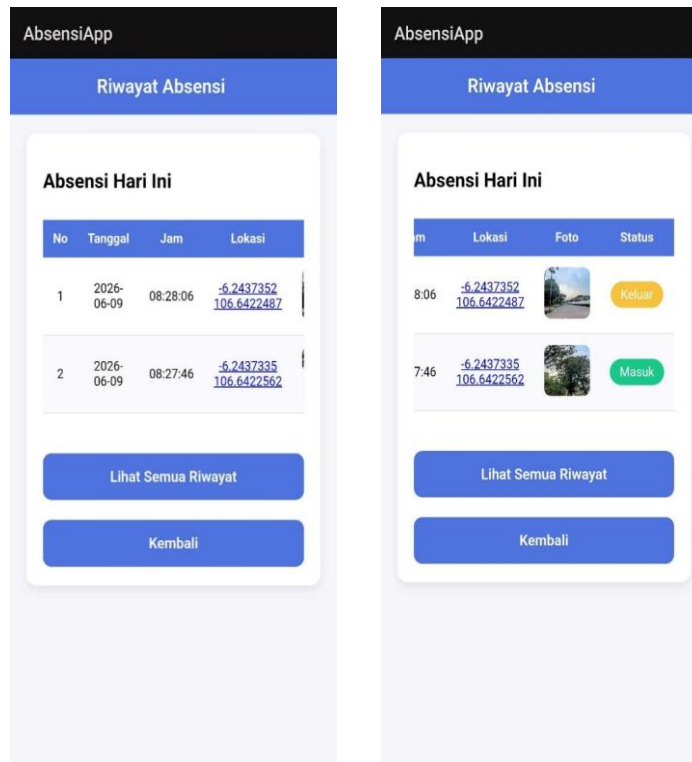 AbsensiApp
Riwayat Absensi
Absensi Hari Ini
No Tanggal Jam Lokasi
1 2026-06-09 08:28:06 -6.2437352 106.6422487
2 2026-06-09 08:27:46 -6.2437335 106.6422562
Lihat Semua Riwayat
Kembali
AbsensiApp
Riwayat Absensi
Absensi Hari Ini
am Lokasi Foto Status
8:06 -6.2437352 106.6422487 Keluar
7:46 -6.2437335 106.6422562 Masuk
Lihat Semua Riwayat
Kembali